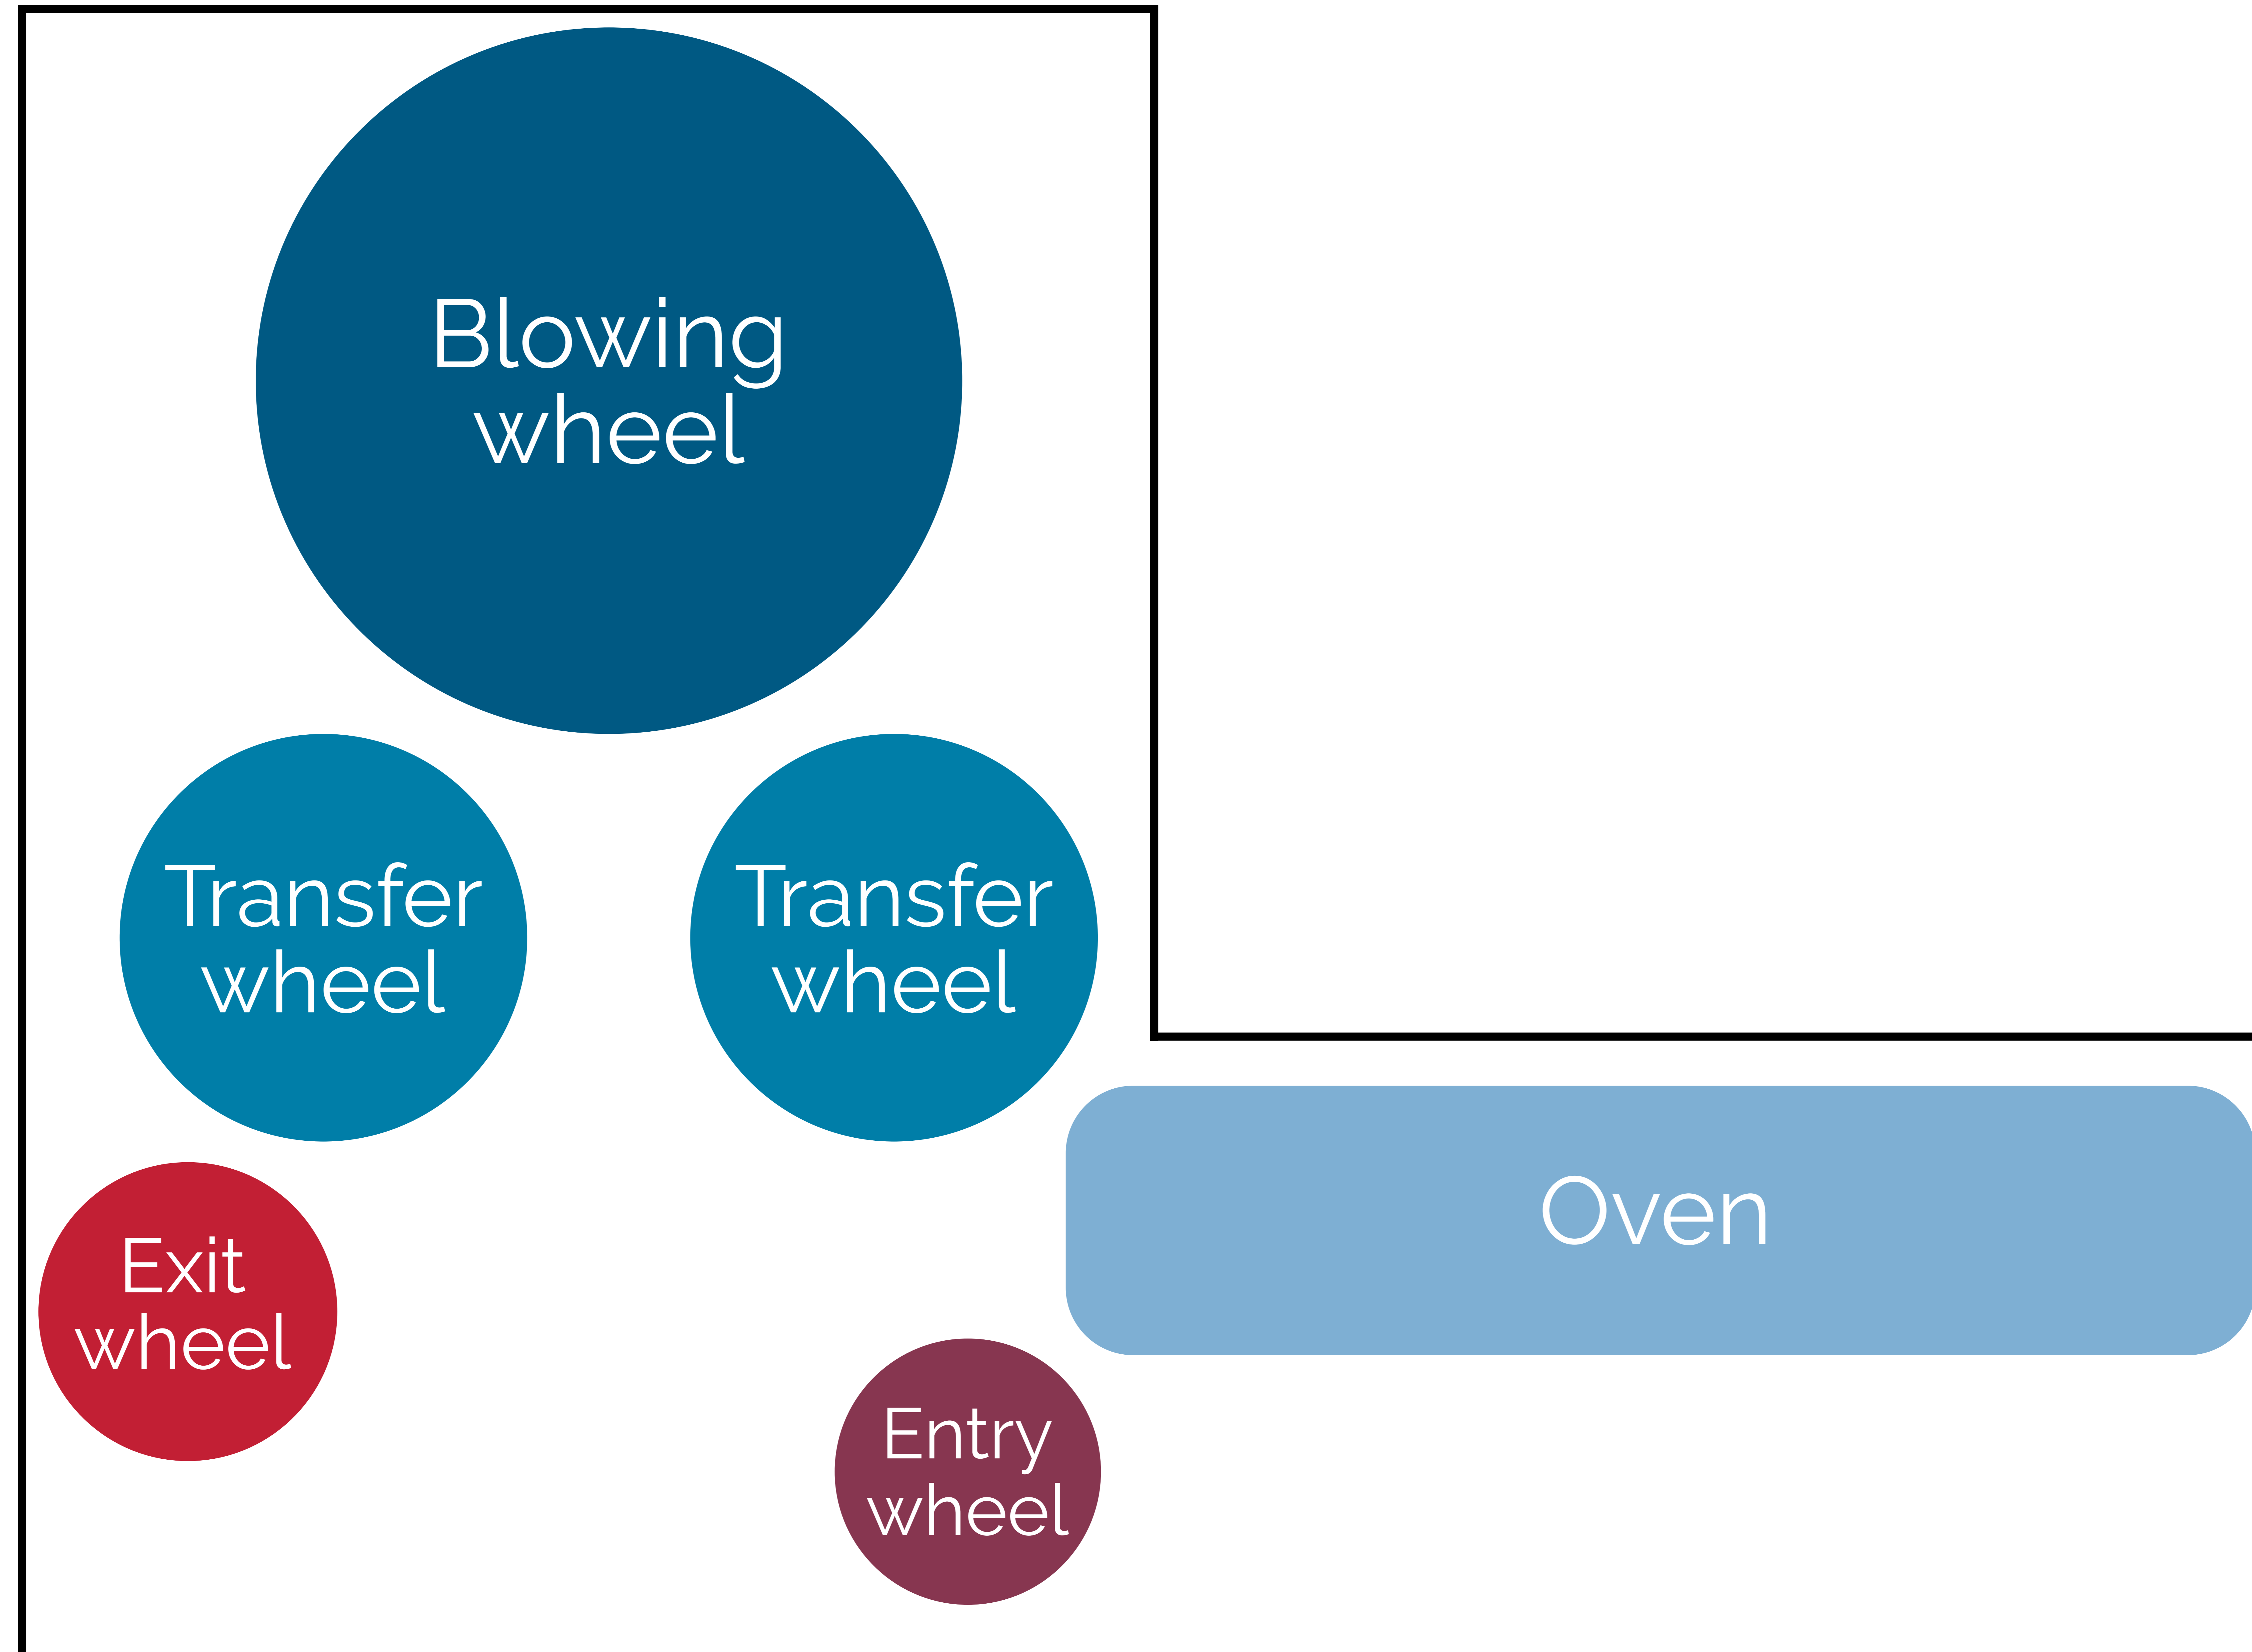 Blowing
wheel
Transfer
wheel
Transfer
wheel
Oven
Exit
wheel
Entry
wheel